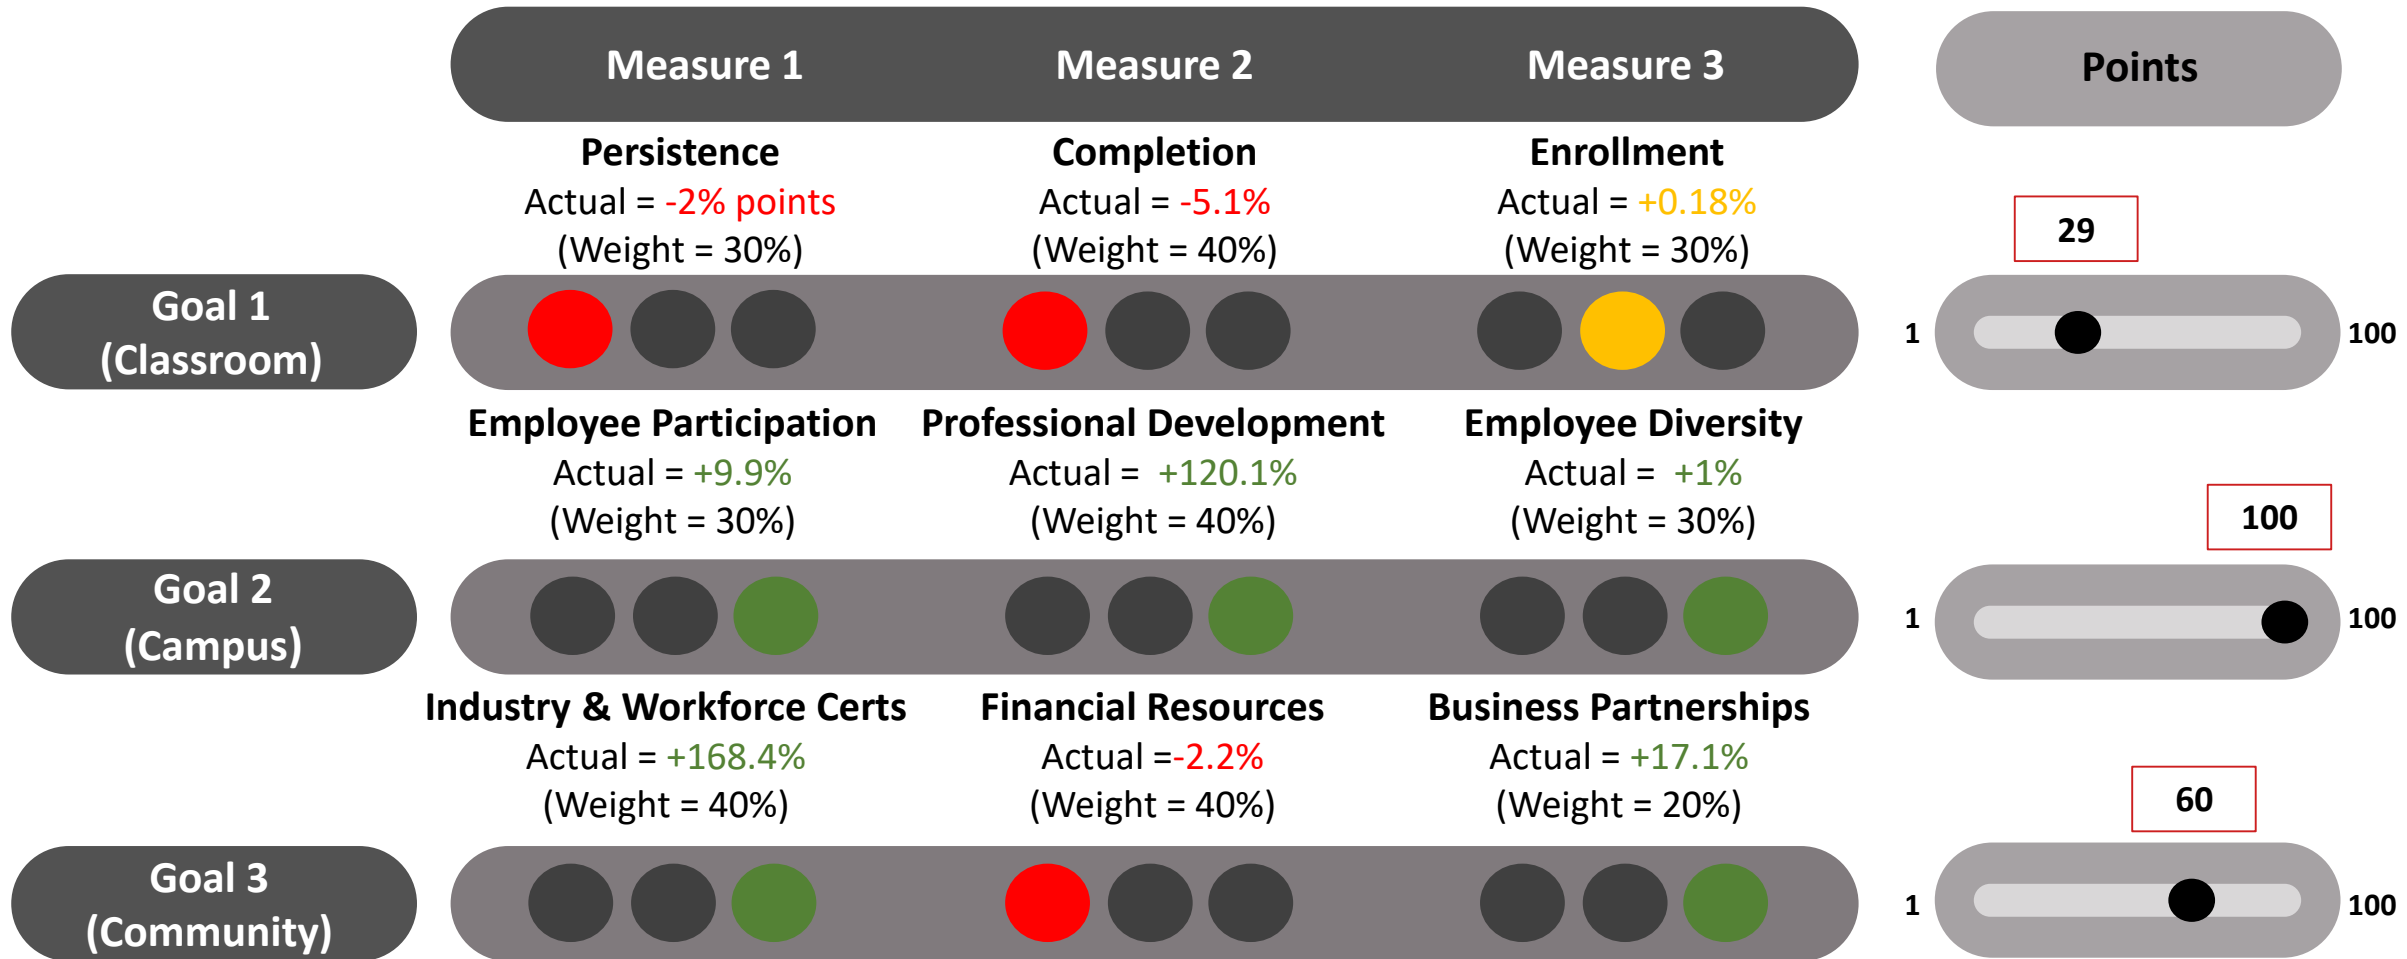 Measure 1
Measure 2
Measure 3
Points
Persistence
Actual = -2% points
(Weight = 30%)
Completion
Actual = -5.1%
(Weight = 40%)
Enrollment
Actual = +0.18%
(Weight = 30%)
29
Goal 1
(Classroom)
1
100
Employee Participation
Actual = +9.9%
(Weight = 30%)
Professional Development
Actual =  +120.1%
(Weight = 40%)
Employee Diversity
Actual =  +1%
(Weight = 30%)
100
Goal 2
(Campus)
1
100
Industry & Workforce Certs
Actual = +168.4%
(Weight = 40%)
Financial Resources
Actual =-2.2%
(Weight = 40%)
Business Partnerships
Actual = +17.1%
(Weight = 20%)
60
Goal 3
(Community)
1
100